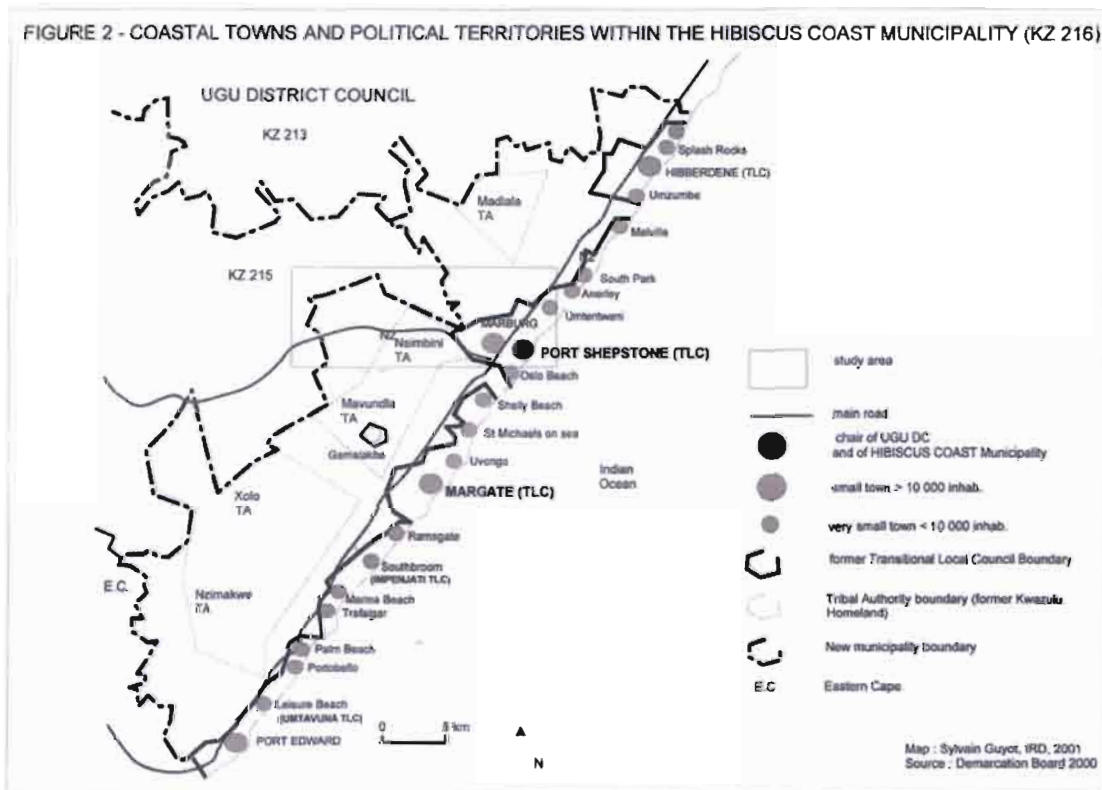 FIGURE 2 - COASTAL TOWNS AND POLITICAL TERRITORIES WITHIN THE HIBISCUS COAST MUNICIPALITY (KZ 216)
UGU DISTRICT COUNCIL
KZ 213
Splash Rocks
HIBBERDENE (TLC)
Umzumbe
Madlala
TA
Melville
N2
KZ 215
South Park
Anerley
Umtentweni
MARBURG
N2
Nsimbini
TA
PORT SHEPSTONE (TLC)
Oslo Beach
Mavundla
TA
Shelly Beach
St Michaels on sea
Gamalakhe
Uvongo
Indian
Ocean
MARGATE (TLC)
Xolo
TA
Ramsgate
Southbroom
(IMPENJATI TLC)
E.C.
Nzimakwe
TA
Marina Beach
Trafalgar
Palm Beach
Portobello
Leisure Beach
(UMTAVUNA TLC)
PORT EDWARD
0 5 km
N
study area
main road
chair of UGU DC
and of HIBISCUS COAST Municipality
small town > 10 000 inhab.
very small town < 10 000 inhab.
former Transitional Local Council Boundary
Tribal Authority boundary (former Kwazulu
Homeland)
New municipality boundary
E.C Eastern Cape
Map : Sylvain Guyot, IRD, 2001
Source : Demarcation Board 2000